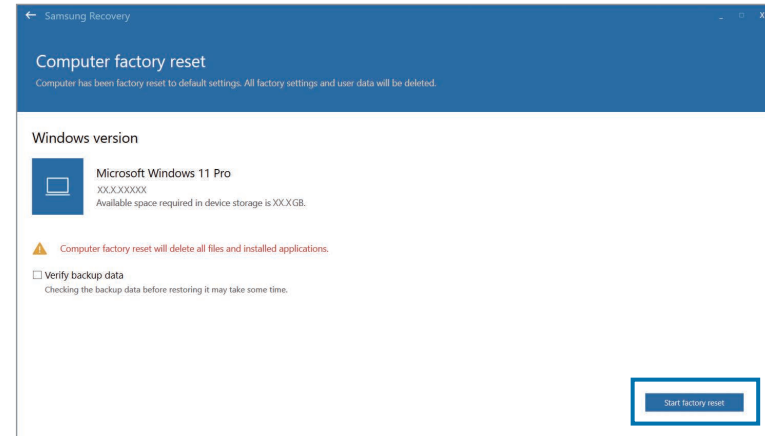 Samsung Recovery
Computer factory reset
Computer has been factory reset to default settings. All factory settings and user data will be deleted.
Windows version
Microsoft Windows 11 Pro
XX.X.XXXXX
Available space required in device storage is XX.XGB.
Computer factory reset will delete all files and installed applications.
Verify backup data
Checking the backup data before restoring it may take some time.
Start factory reset